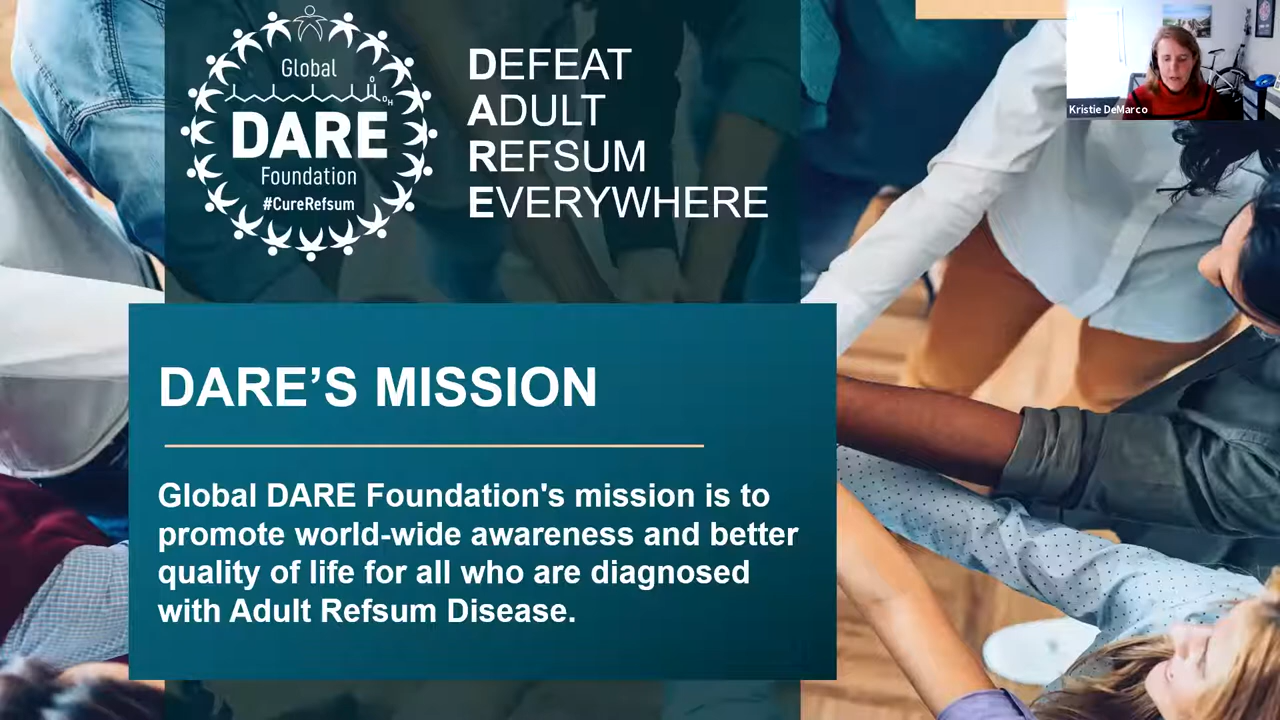 Global
OH
DARE
Foundation
#CureRefsum
DEFEAT
ADULT
REFSUM
EVERYWHERE
Kristie DeMarco
DARE'S MISSION
Global DARE Foundation's mission is to
promote world-wide awareness and better
quality of life for all who are diagnosed
with Adult Refsum Disease.